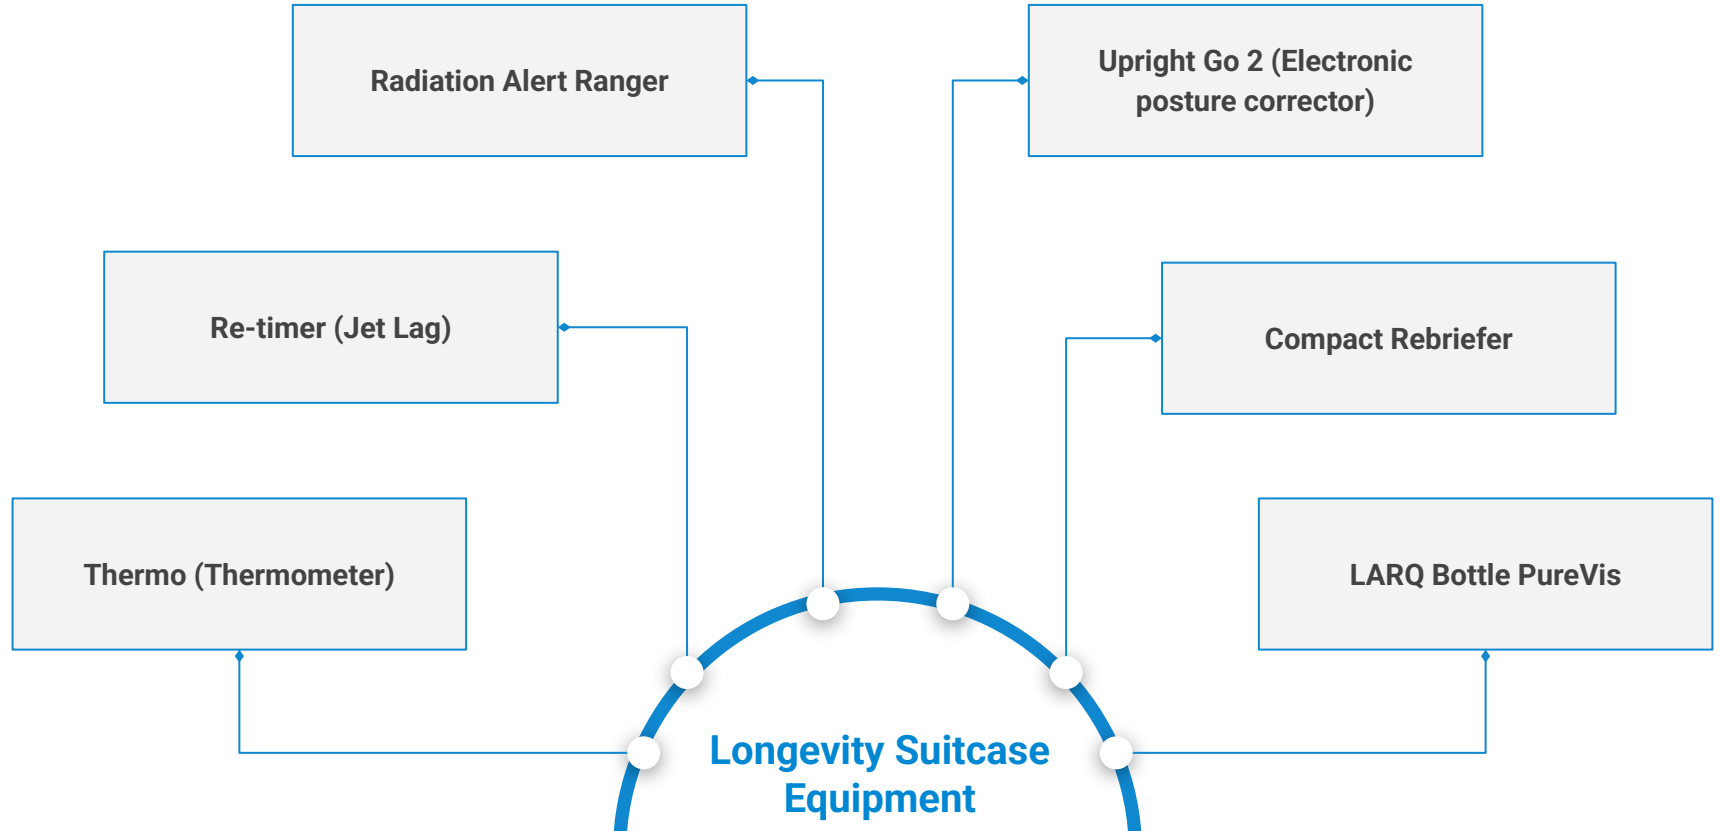 Radiation Alert Ranger
Upright Go 2 (Electronic
posture corrector)
Re-timer (Jet Lag)
Compact Rebriefer
Thermo (Thermometer)
LARQ Bottle PureVis
Longevity Suitcase
Equipment